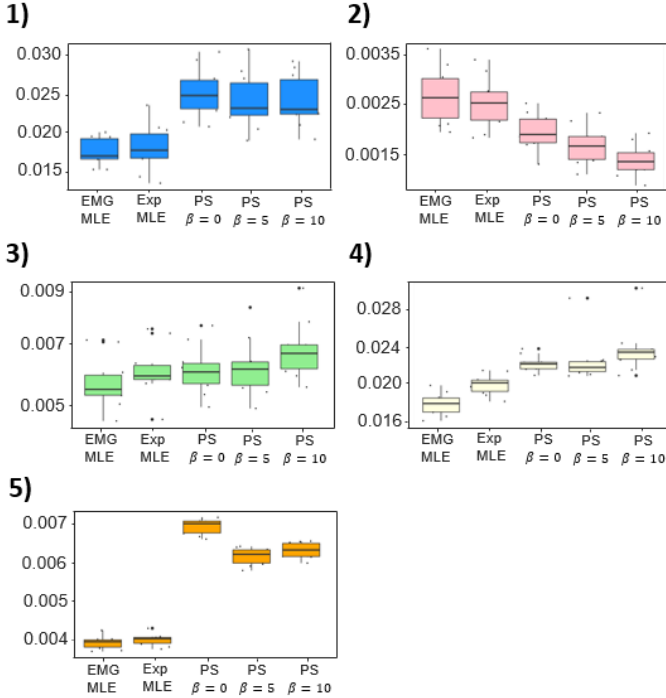 1)
0.030
0.025
0.020
0.015
EMG Exp PS PS PS
MLE MLE β = 0 β = 5 β = 10
2)
0.0035
0.0025
0.0015
EMG Exp PS PS PS
MLE MLE β = 0 β = 5 β = 10
3)
0.009
0.007
0.005
EMG Exp PS PS PS
MLE MLE β = 0 β = 5 β = 10
4)
0.028
0.024
0.020
0.016
EMG Exp PS PS PS
MLE MLE β = 0 β = 5 β = 10
5)
0.007
0.006
0.005
0.004
EMG Exp PS PS PS
MLE MLE β = 0 β = 5 β = 10